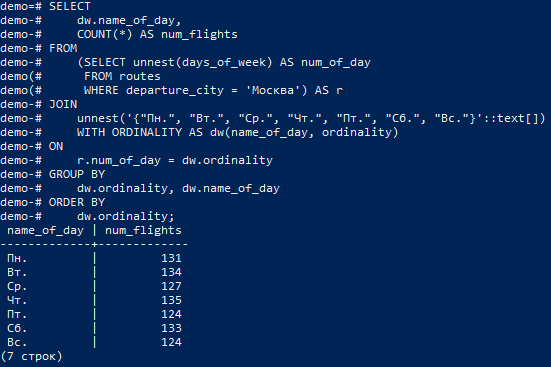 demo=# SELECT
demo-#     dw.name_of_day,
demo-#     COUNT(*) AS num_flights
demo-# FROM
demo-#     (SELECT unnest(days_of_week) AS num_of_day
demo(#      FROM routes
demo(#      WHERE departure_city = 'Москва') AS r
demo-# JOIN
demo-#     unnest('{"Пн.", "Вт.", "Ср.", "Чт.", "Пт.", "Сб.", "Вс."}'::text[])
demo-#     WITH ORDINALITY AS dw(name_of_day, ordinality)
demo-# ON
demo-#     r.num_of_day = dw.ordinality
demo-# GROUP BY
demo-#     dw.ordinality, dw.name_of_day
demo-# ORDER BY
demo-#     dw.ordinality;
 name_of_day | num_flights
-------------+-------------
 Пн.         |         131
 Вт.         |         134
 Ср.         |         127
 Чт.         |         135
 Пт.         |         124
 Сб.         |         133
 Вс.         |         124
(7 строк)